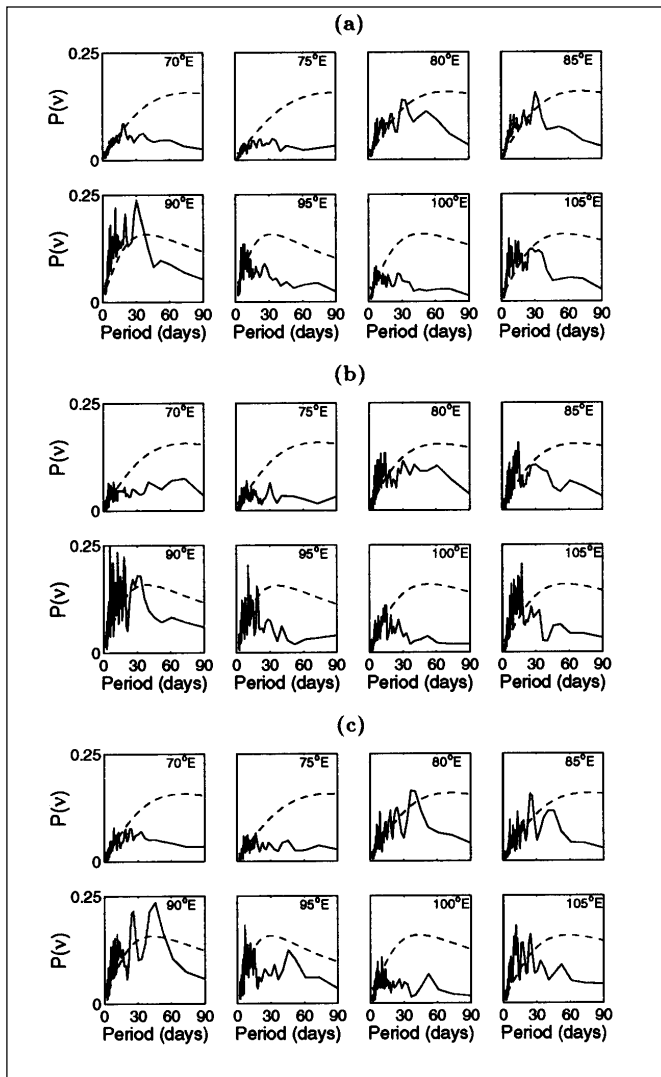 (a)
0.25 70°E 75°E 80°E 85°E
P(ν)
0
0.25 90°E 95°E 100°E 105°E
P(ν)
0
0 30 60 90 0 30 60 90 0 30 60 90 0 30 60 90
Period (days) Period (days) Period (days) Period (days)
(b)
0.25 70°E 75°E 80°E 85°E
P(ν)
0
0.25 90°E 95°E 100°E 105°E
P(ν)
0
0 30 60 90 0 30 60 90 0 30 60 90 0 30 60 90
Period (days) Period (days) Period (days) Period (days)
(c)
0.25 70°E 75°E 80°E 85°E
P(ν)
0
0.25 90°E 95°E 100°E 105°E
P(ν)
0
0 30 60 90 0 30 60 90 0 30 60 90 0 30 60 90
Period (days) Period (days) Period (days) Period (days)